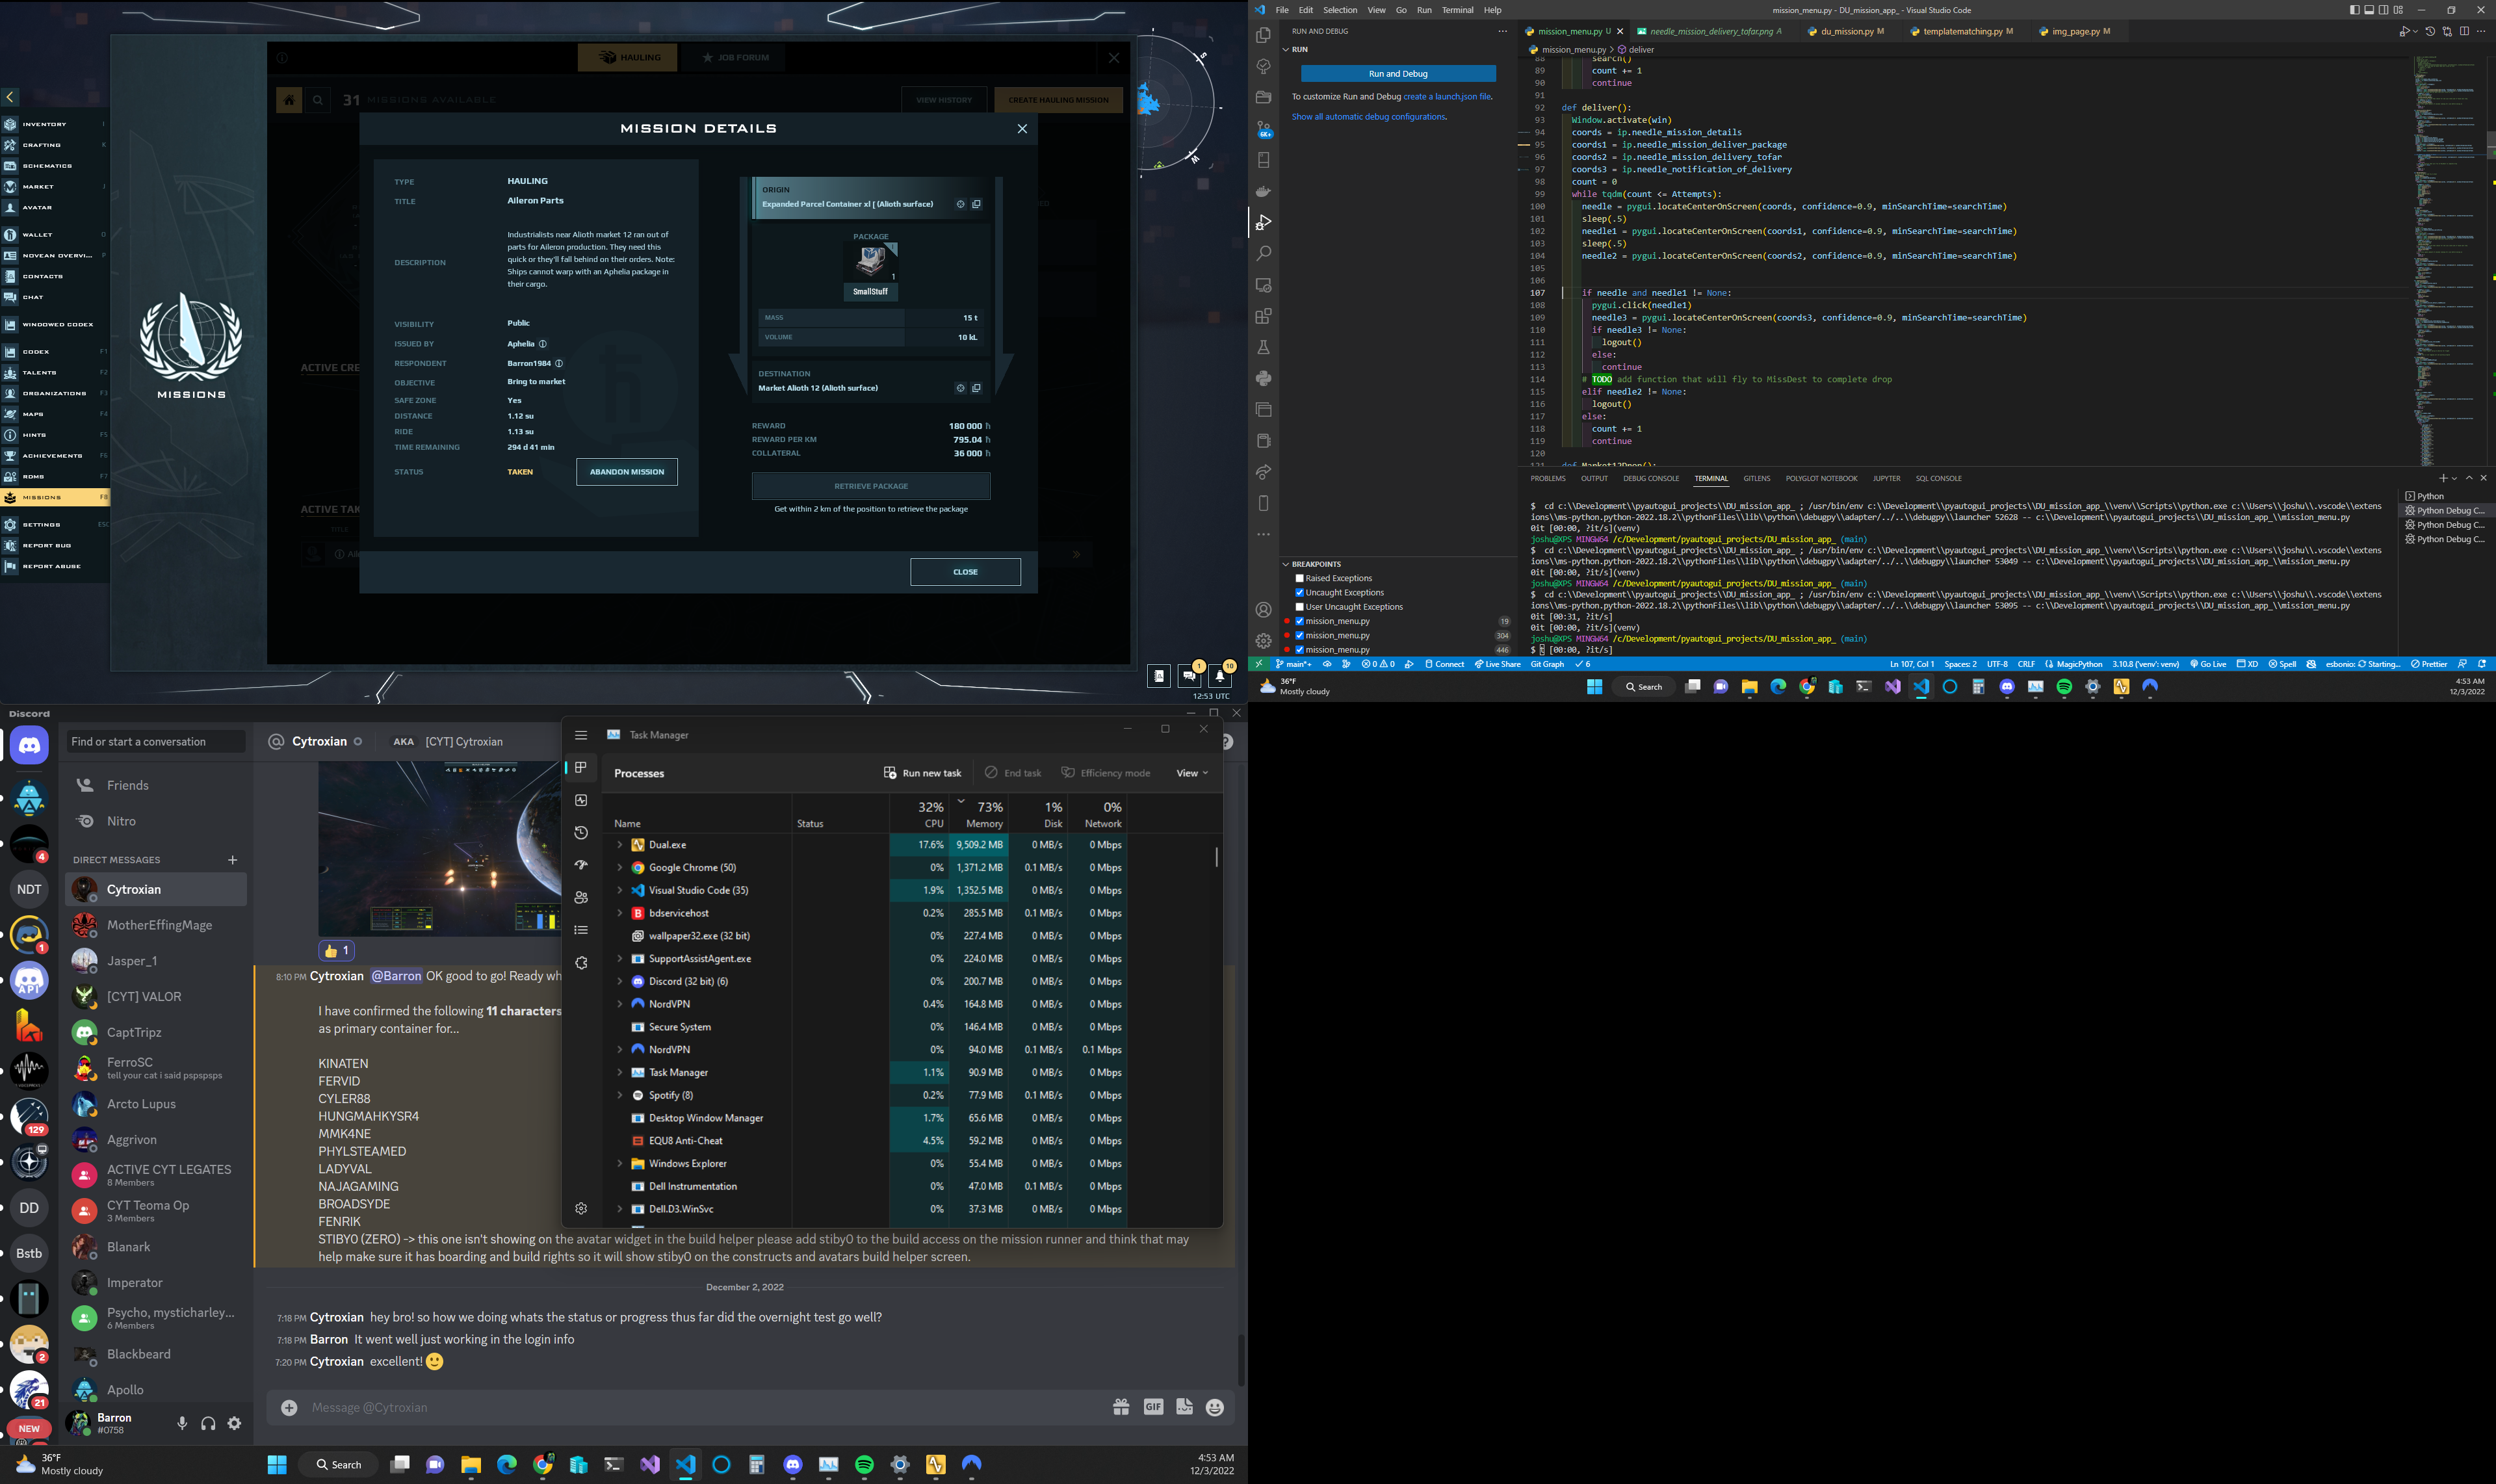 HAULING
JOB FORUM
31 MISSIONS AVAILABLE
VIEW HISTORY
CREATE HAULING MISSION
INVENTORY I
CRAFTING K
SCHEMATICS
MARKET J
AVATAR
WALLET O
NOVEAN OVERVI... P
CONTACTS
CHAT
WINDOWED CODEX
CODEX F1
TALENTS F2
ORGANIZATIONS F3
MAPS F4
HINTS F5
ACHIEVEMENTS F6
RDMS F7
MISSIONS F8
SETTINGS ESC
REPORT BUG
REPORT ABUSE
MISSIONS
ACTIVE CRE
ACTIVE TAK
TITLE
MISSION DETAILS
TYPE HAULING
TITLE Aileron Parts
DESCRIPTION
Industrialists near Alioth market 12 ran out of
parts for Aileron production. They need this
quick or they'll fall behind on their orders. Note:
Ships cannot warp with an Aphelia package in
their cargo.
VISIBILITY Public
ISSUED BY Aphelia
RESPONDENT Barron1984
OBJECTIVE Bring to market
SAFE ZONE Yes
DISTANCE 1.12 su
RIDE 1.13 su
TIME REMAINING 294 d 41 min
STATUS TAKEN
ABANDON MISSION
ORIGIN
Expanded Parcel Container xl [ (Alioth surface)
PACKAGE
1
SmallStuff
MASS 15 t
VOLUME 10 kL
DESTINATION
Market Alioth 12 (Alioth surface)
REWARD 180 000 ħ
REWARD PER KM 795.04 ħ
COLLATERAL 36 000 ħ
RETRIEVE PACKAGE
Get within 2 km of the position to retrieve the package
CLOSE
S
W
1
10
12:53 UTC
File Edit Selection View Go Run Terminal Help
mission_menu.py - DU_mission_app_ - Visual Studio Code
RUN AND DEBUG
RUN
Run and Debug
To customize Run and Debug create a launch.json file.
Show all automatic debug configurations.
6K+
BREAKPOINTS
Raised Exceptions
Uncaught Exceptions
User Uncaught Exceptions
mission_menu.py 19
mission_menu.py 304
mission_menu.py 446
mission_menu.py U
needle_mission_delivery_tofar.png A
du_mission.py M
templatematching.py M
img_page.py M
mission_menu.py > deliver
88 search()
89 count += 1
90 continue
91
92 def deliver():
93 Window.activate(win)
94 coords = ip.needle_mission_details
95 coords1 = ip.needle_mission_deliver_package
96 coords2 = ip.needle_mission_delivery_tofar
97 coords3 = ip.needle_notification_of_delivery
98 count = 0
99 while tqdm(count <= Attempts):
100 needle = pygui.locateCenterOnScreen(coords, confidence=0.9, minSearchTime=searchTime)
101 sleep(.5)
102 needle1 = pygui.locateCenterOnScreen(coords1, confidence=0.9, minSearchTime=searchTime)
103 sleep(.5)
104 needle2 = pygui.locateCenterOnScreen(coords2, confidence=0.9, minSearchTime=searchTime)
105
106
107 if needle and needle1 != None:
108 pygui.click(needle1)
109 needle3 = pygui.locateCenterOnScreen(coords3, confidence=0.9, minSearchTime=searchTime)
110 if needle3 != None:
111 logout()
112 else:
113 continue
114 # TODO add function that will fly to MissDest to complete drop
115 elif needle2 != None:
116 logout()
117 else:
118 count += 1
119 continue
120
121 def Market12Drop():
PROBLEMS OUTPUT DEBUG CONSOLE TERMINAL GITLENS POLYGLOT NOTEBOOK JUPYTER SQL CONSOLE
$ cd c:\\Development\\pyautogui_projects\\DU_mission_app_ ; /usr/bin/env c:\\Development\\pyautogui_projects\\DU_mission_app_\\venv\\Scripts\\python.exe c:\\Users\\joshu\\.vscode\\extens
ions\\ms-python.python-2022.18.2\\pythonFiles\\lib\\python\\debugpy\\adapter/../..\\debugpy\\launcher 52628 -- c:\\Development\\pyautogui_projects\\DU_mission_app_\\mission_menu.py
0it [00:00, ?it/s](venv)
joshu@XPS MINGW64 /c/Development/pyautogui_projects/DU_mission_app_ (main)
$ cd c:\\Development\\pyautogui_projects\\DU_mission_app_ ; /usr/bin/env c:\\Development\\pyautogui_projects\\DU_mission_app_\\venv\\Scripts\\python.exe c:\\Users\\joshu\\.vscode\\extens
ions\\ms-python.python-2022.18.2\\pythonFiles\\lib\\python\\debugpy\\adapter/../..\\debugpy\\launcher 53049 -- c:\\Development\\pyautogui_projects\\DU_mission_app_\\mission_menu.py
0it [00:00, ?it/s](venv)
joshu@XPS MINGW64 /c/Development/pyautogui_projects/DU_mission_app_ (main)
$ cd c:\\Development\\pyautogui_projects\\DU_mission_app_ ; /usr/bin/env c:\\Development\\pyautogui_projects\\DU_mission_app_\\venv\\Scripts\\python.exe c:\\Users\\joshu\\.vscode\\extens
ions\\ms-python.python-2022.18.2\\pythonFiles\\lib\\python\\debugpy\\adapter/../..\\debugpy\\launcher 53095 -- c:\\Development\\pyautogui_projects\\DU_mission_app_\\mission_menu.py
0it [00:31, ?it/s]
0it [00:00, ?it/s](venv)
joshu@XPS MINGW64 /c/Development/pyautogui_projects/DU_mission_app_ (main)
$ [00:00, ?it/s]
Python
Python Debug C...
Python Debug C...
Python Debug C...
main*+ 0 0 Connect Live Share Git Graph 6
Ln 107, Col 1 Spaces: 2 UTF-8 CRLF MagicPython 3.10.8 ('venv': venv) Go Live XD Spell esbonio: Starting... Prettier
36°F
Mostly cloudy
Search
4:53 AM
12/3/2022
Discord
Find or start a conversation
Friends
Nitro
DIRECT MESSAGES
Cytroxian
MotherEffingMage
Jasper_1
[CYT] VALOR
CaptTripz
FerroSC
tell your cat i said pspspsps
Arcto Lupus
Aggrivon
ACTIVE CYT LEGATES
8 Members
CYT Teoma Op
3 Members
Blanark
Imperator
Psycho, mysticharley...
6 Members
Blackbeard
Apollo
Barron
#0758
4
NDT
1
API
129
DD
Bstb
2
21
NEW
Cytroxian
AKA [CYT] Cytroxian
1
8:10 PM Cytroxian @Barron OK good to go! Ready wh
I have confirmed the following 11 characters
as primary container for...
KINATEN
FERVID
CYLER88
HUNGMAHKYSR4
MMK4NE
PHYLSTEAMED
LADYVAL
NAJAGAMING
BROADSYDE
FENRIK
STIBY0 (ZERO) -> this one isn't showing on the avatar widget in the build helper please add stiby0 to the build access on the mission runner and think that may
help make sure it has boarding and build rights so it will show stiby0 on the constructs and avatars build helper screen.
December 2, 2022
7:18 PM Cytroxian hey bro! so how we doing whats the status or progress thus far did the overnight test go well?
7:18 PM Barron It went well just working in the login info
7:20 PM Cytroxian excellent! 🙂
Message @Cytroxian
GIF
Task Manager
Processes
Run new task
End task
Efficiency mode
View
32% 73% 1% 0%
Name Status CPU Memory Disk Network
Dual.exe 17.6% 9,509.2 MB 0 MB/s 0 Mbps
Google Chrome (50) 0% 1,371.2 MB 0.1 MB/s 0 Mbps
Visual Studio Code (35) 1.9% 1,352.5 MB 0 MB/s 0 Mbps
bdservicehost 0.2% 285.5 MB 0.1 MB/s 0 Mbps
wallpaper32.exe (32 bit) 0% 227.4 MB 0 MB/s 0 Mbps
SupportAssistAgent.exe 0% 224.0 MB 0 MB/s 0 Mbps
Discord (32 bit) (6) 0% 200.7 MB 0 MB/s 0 Mbps
NordVPN 0.4% 164.8 MB 0 MB/s 0 Mbps
Secure System 0% 146.4 MB 0 MB/s 0 Mbps
NordVPN 0% 94.0 MB 0 MB/s 0.1 Mbps
Task Manager 1.1% 90.9 MB 0 MB/s 0 Mbps
Spotify (8) 0.2% 77.9 MB 0.1 MB/s 0 Mbps
Desktop Window Manager 1.7% 65.6 MB 0 MB/s 0 Mbps
EQU8 Anti-Cheat 4.5% 59.2 MB 0 MB/s 0 Mbps
Windows Explorer 0% 55.4 MB 0 MB/s 0 Mbps
Dell Instrumentation 0% 47.0 MB 0.1 MB/s 0 Mbps
Dell.D3.WinSvc 0% 37.3 MB 0 MB/s 0 Mbps
36°F
Mostly cloudy
Search
4:53 AM
12/3/2022